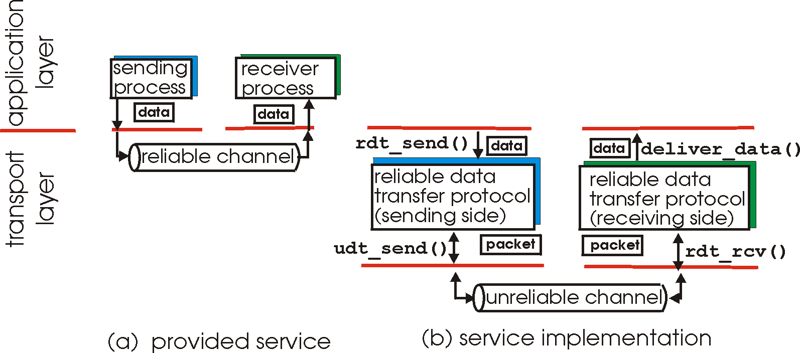 application
layer
transport
layer
sending
process
data
receiver
process
data
reliable channel
(a) provided service
rdt_send()
data
reliable data
transfer protocol
(sending side)
udt_send()
packet
data
deliver_data()
reliable data
transfer protocol
(receiving side)
packet
rdt_rcv()
unreliable channel
(b) service implementation